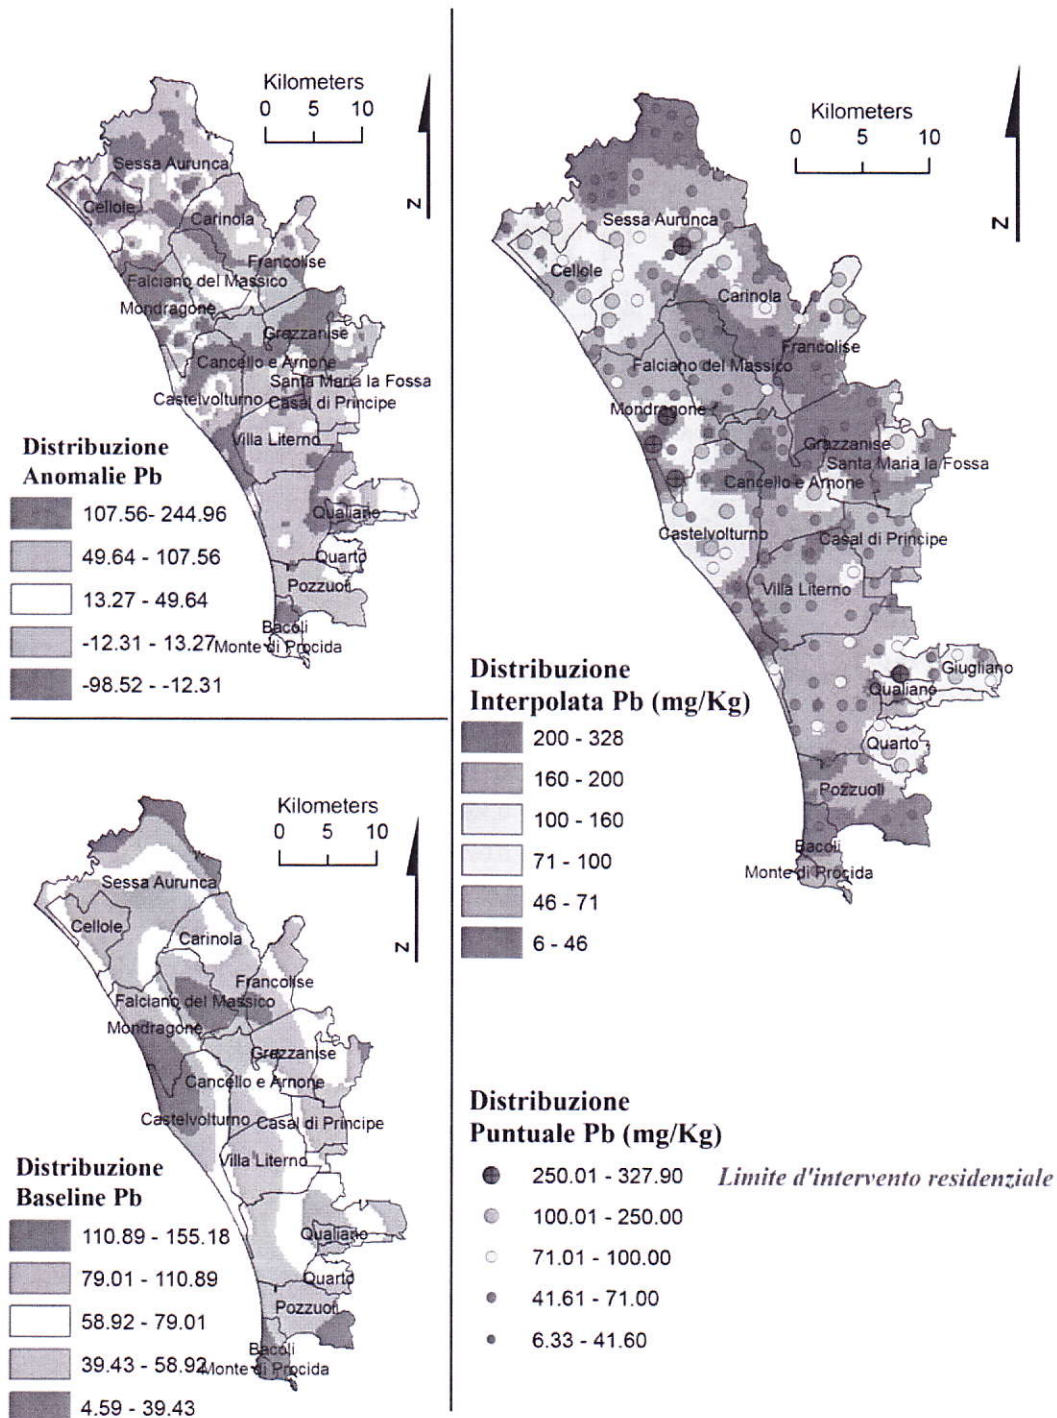 Kilometers
0 5 10
N
Sessa Aurunca
Cellole
Carinola
Francolise
Falciano del Massico
Mondragone
Grazzanise
Cancello e Arnone
Santa Maria la Fossa
Castelvolturno
Casal di Principe
Villa Literno
Qualiano
Quarto
Pozzuoli
Bacoli
Monte di Procida
Distribuzione
Anomalie Pb
107.56- 244.96
49.64 - 107.56
13.27 - 49.64
-12.31 - 13.27
-98.52 - -12.31
Kilometers
0 5 10
N
Sessa Aurunca
Cellole
Carinola
Francolise
Falciano del Massico
Mondragone
Grazzanise
Cancello e Arnone
Castelvolturno
Casal di Principe
Villa Literno
Qualiano
Quarto
Pozzuoli
Bacoli
Monte di Procida
Distribuzione
Baseline Pb
110.89 - 155.18
79.01 - 110.89
58.92 - 79.01
39.43 - 58.92
4.59 - 39.43
Kilometers
0 5 10
N
Sessa Aurunca
Cellole
Carinola
Francolise
Falciano del Massico
Mondragone
Grazzanise
Santa Maria la Fossa
Cancello e Arnone
Castelvolturno
Casal di Principe
Villa Literno
Giugliano
Qualiano
Quarto
Pozzuoli
Bacoli
Monte di Procida
Distribuzione
Interpolata Pb (mg/Kg)
200 - 328
160 - 200
100 - 160
71 - 100
46 - 71
6 - 46
Distribuzione
Puntuale Pb (mg/Kg)
250.01 - 327.90 Limite d'intervento residenziale
100.01 - 250.00
71.01 - 100.00
41.61 - 71.00
6.33 - 41.60